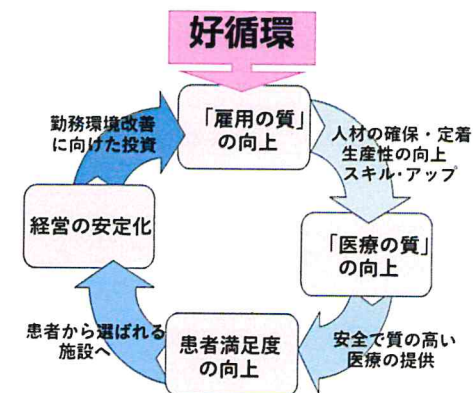 好循環
「雇用の質」
の向上
人材の確保・定着
生産性の向上
スキル・アップ
「医療の質」
の向上
安全で質の高い
医療の提供
患者満足度
の向上
患者から選ばれる
施設へ
経営の安定化
勤務環境改善
に向けた投資